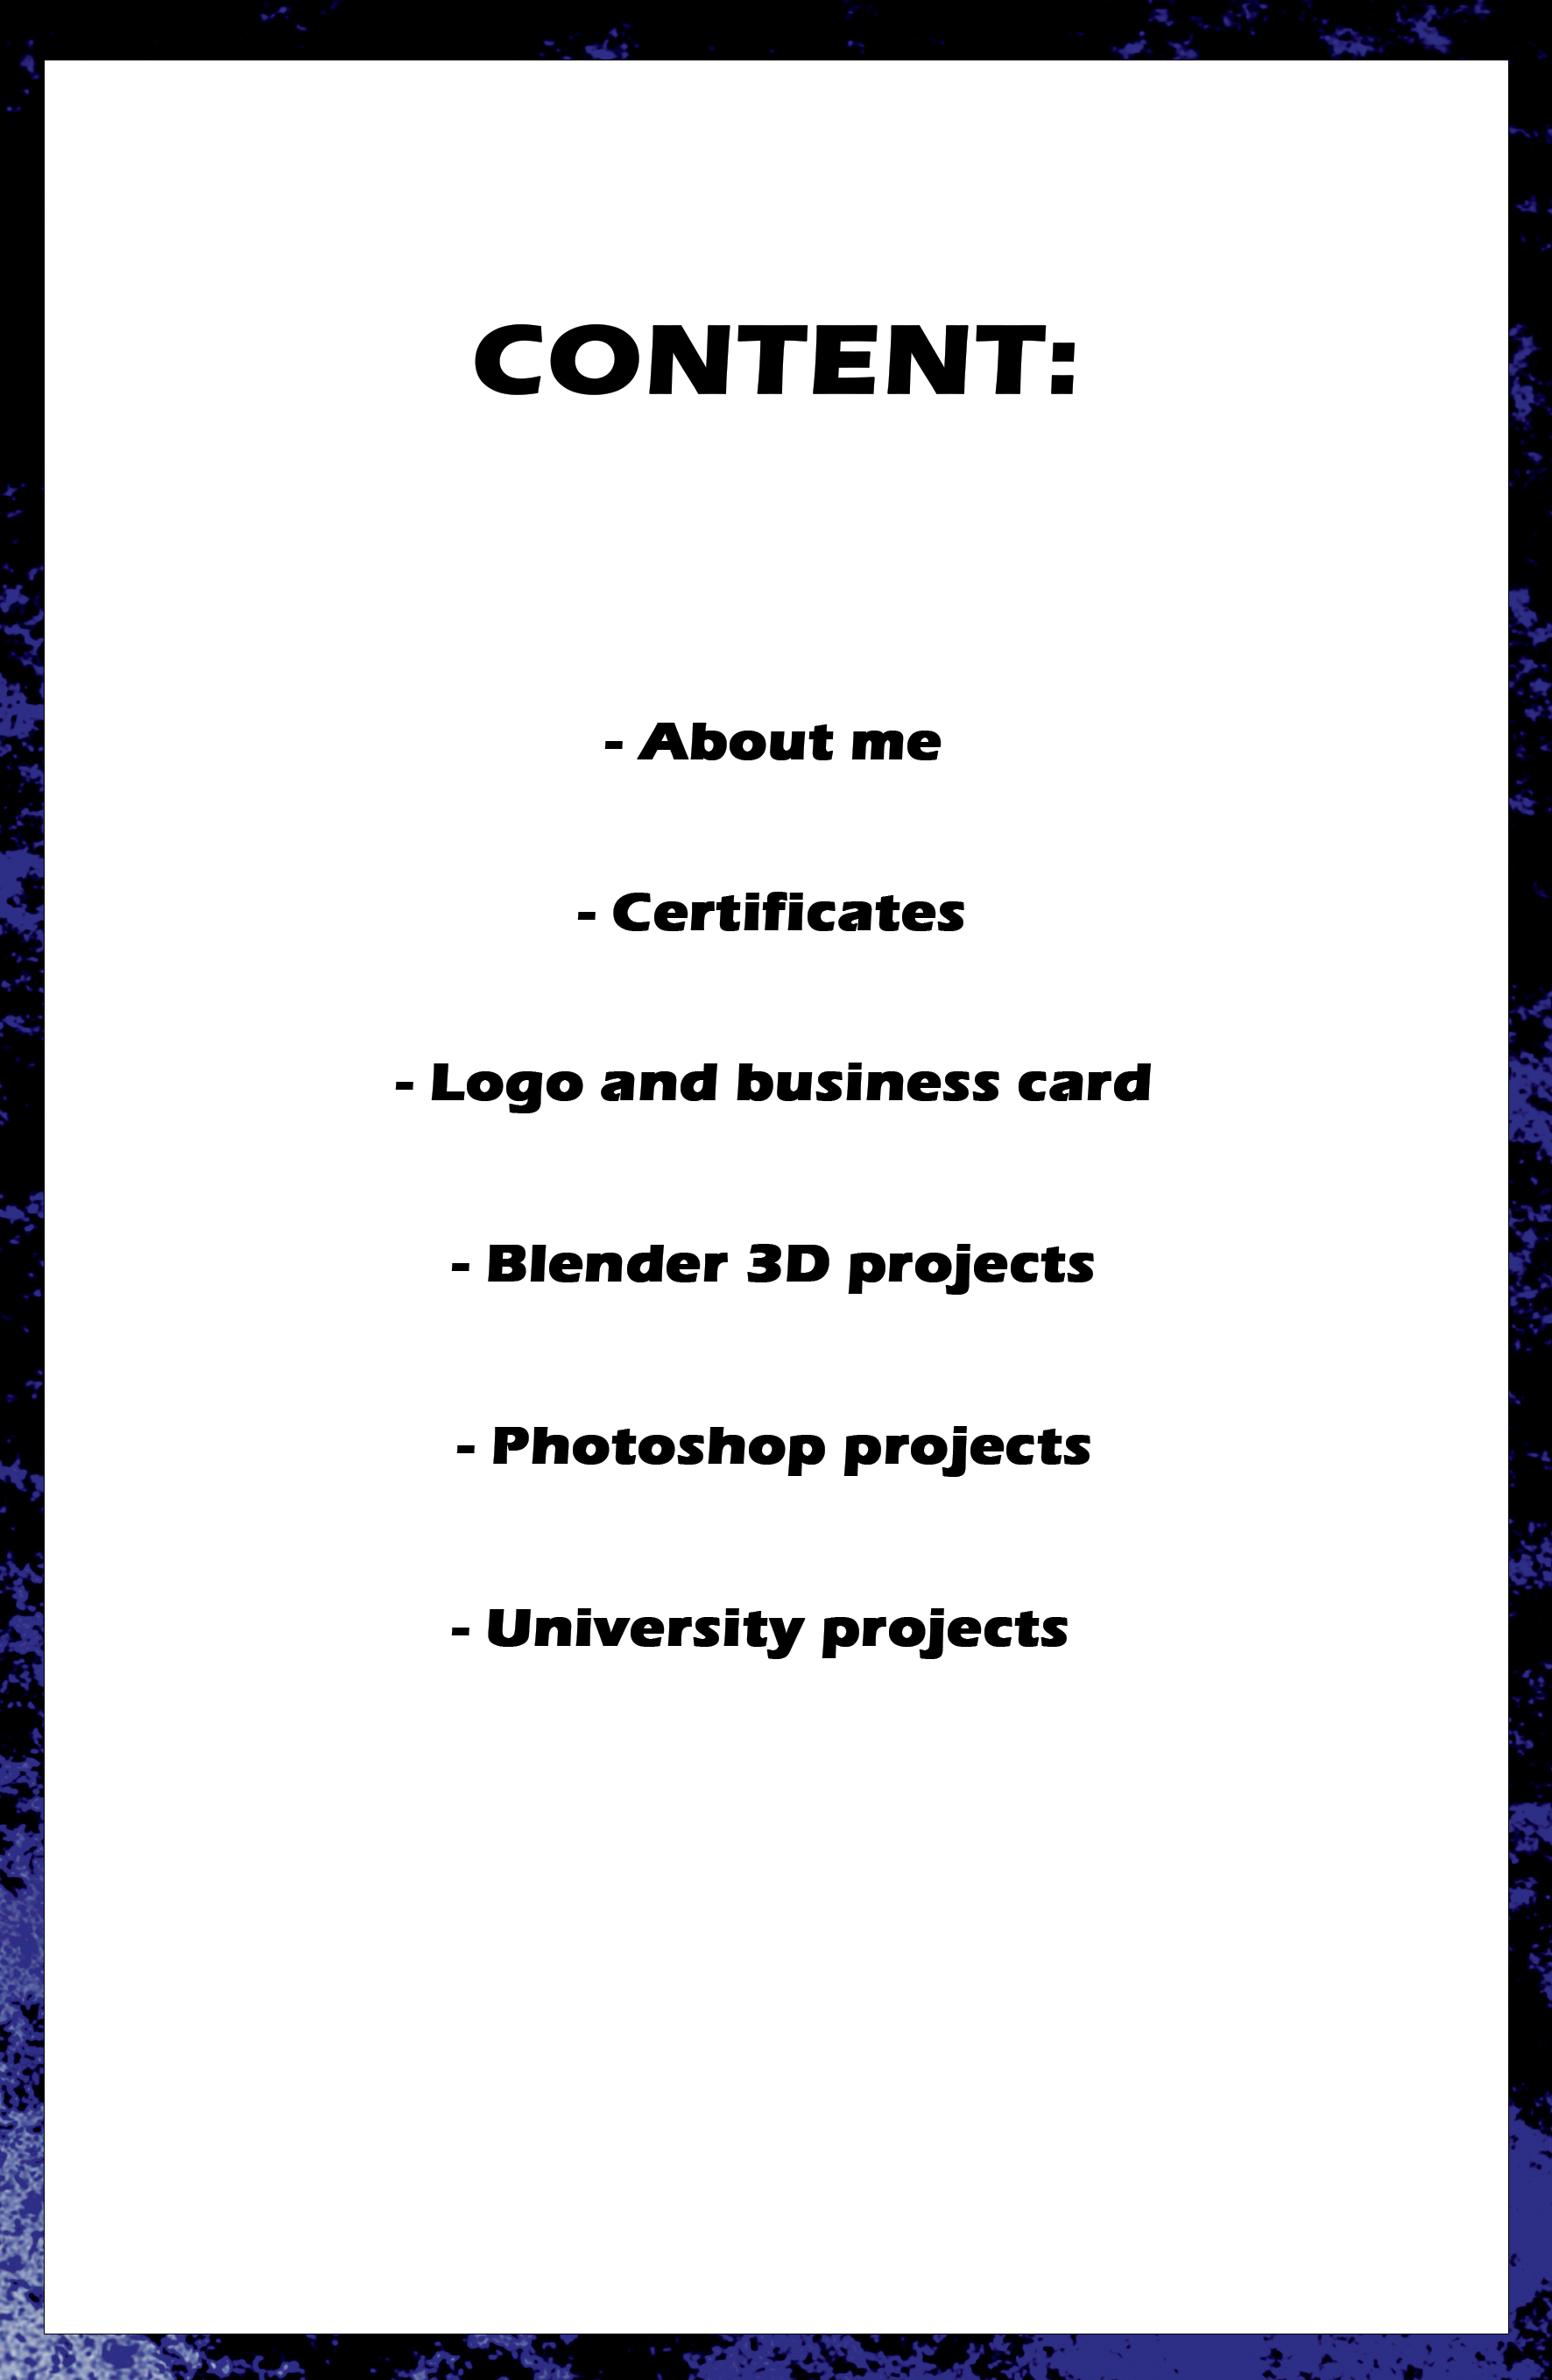 CONTENT:
- About me
- Certificates
- Logo and business card
- Blender 3D projects
- Photoshop projects
- University projects